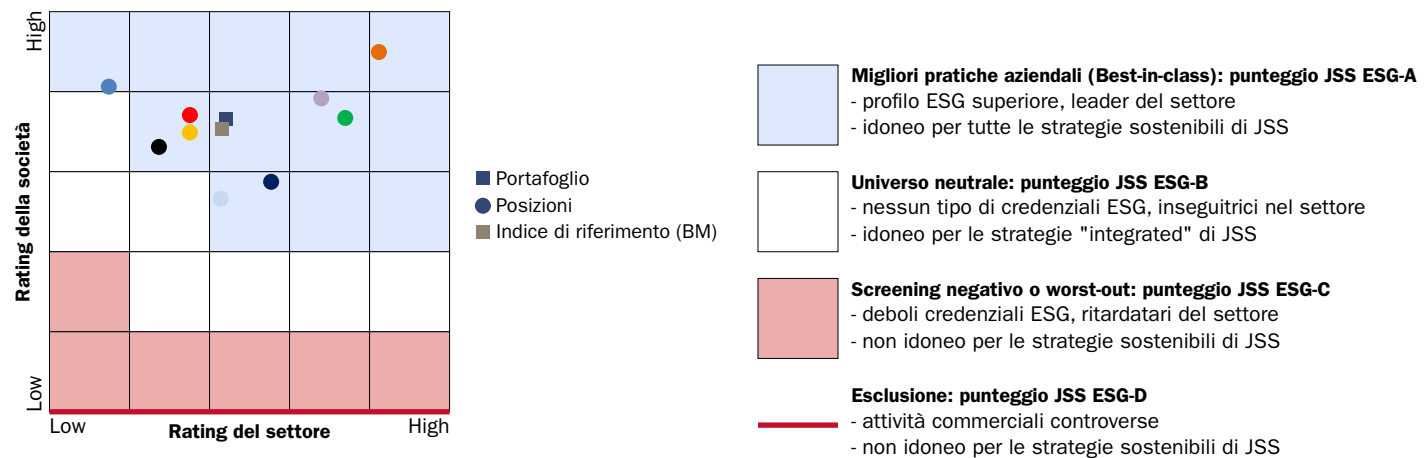 High
Rating della società
Low
Low
Rating del settore
High
Portafoglio
Posizioni
Indice di riferimento (BM)
Migliori pratiche aziendali (Best-in-class): punteggio JSS ESG-A
- profilo ESG superiore, leader del settore
- idoneo per tutte le strategie sostenibili di JSS
Universo neutrale: punteggio JSS ESG-B
- nessun tipo di credenziali ESG, inseguitrici nel settore
- idoneo per le strategie "integrated" di JSS
Screening negativo o worst-out: punteggio JSS ESG-C
- deboli credenziali ESG, ritardatari del settore
- non idoneo per le strategie sostenibili di JSS
Esclusione: punteggio JSS ESG-D
- attività commerciali controverse
- non idoneo per le strategie sostenibili di JSS